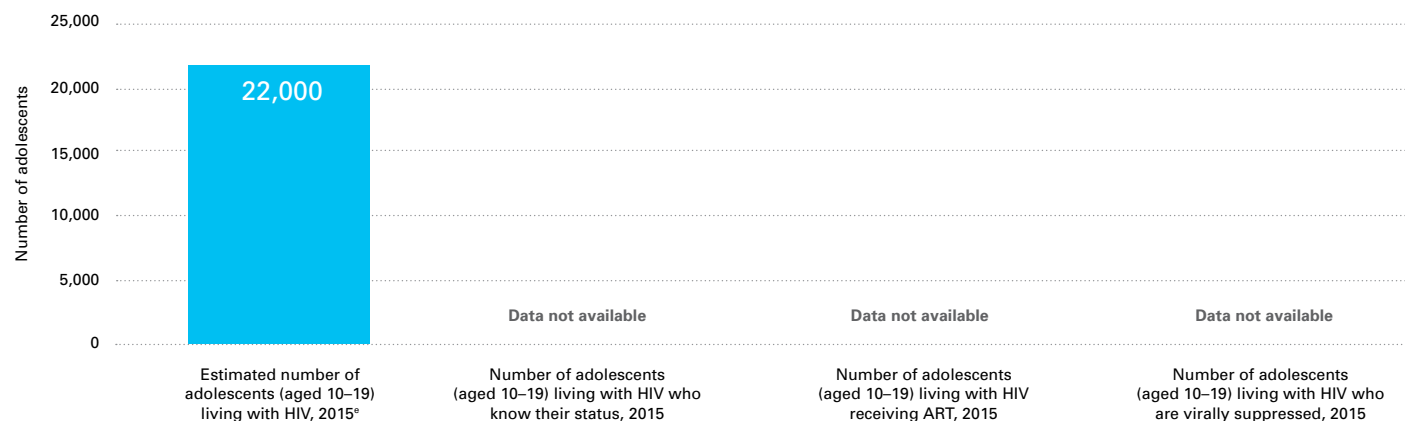 Number of adolescents
25,000
20,000
15,000
10,000
5,000
0
22,000
Data not available
Data not available
Data not available
Estimated number of
adolescents (aged 10–19)
living with HIV, 2015ᵉ
Number of adolescents
(aged 10–19) living with HIV who
know their status, 2015
Number of adolescents
(aged 10–19) living with HIV
receiving ART, 2015
Number of adolescents
(aged 10–19) living with HIV who
are virally suppressed, 2015